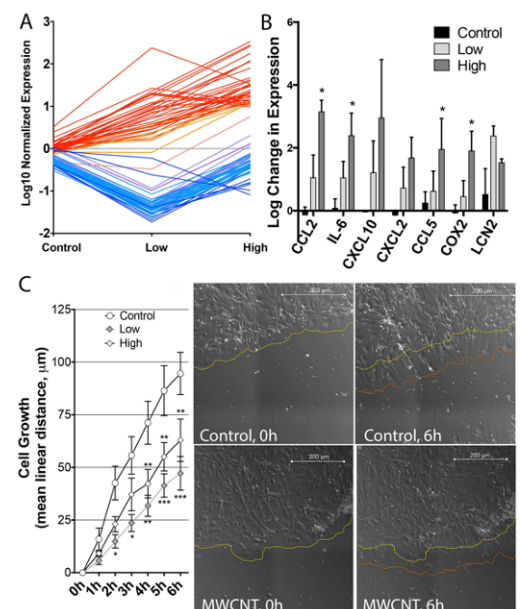 A
Log10 Normalized Expression
3
2
1
0
-1
-2
Control
Low
High
B
Log Change in Expression
6
4
2
0
Control
Low
High
*
*
*
*
CCL2
IL-6
CXCL10
CXCL2
CCL5
COX2
LCN2
C
Cell Growth
(mean linear distance, μm)
125
100
75
50
25
0
Control
Low
High
**
**
**
***
***
**
*
*
0h
1h
2h
3h
4h
5h
6h
200 μm
Control, 0h
200 μm
Control, 6h
200 μm
MWCNT, 0h
200 μm
MWCNT, 6h